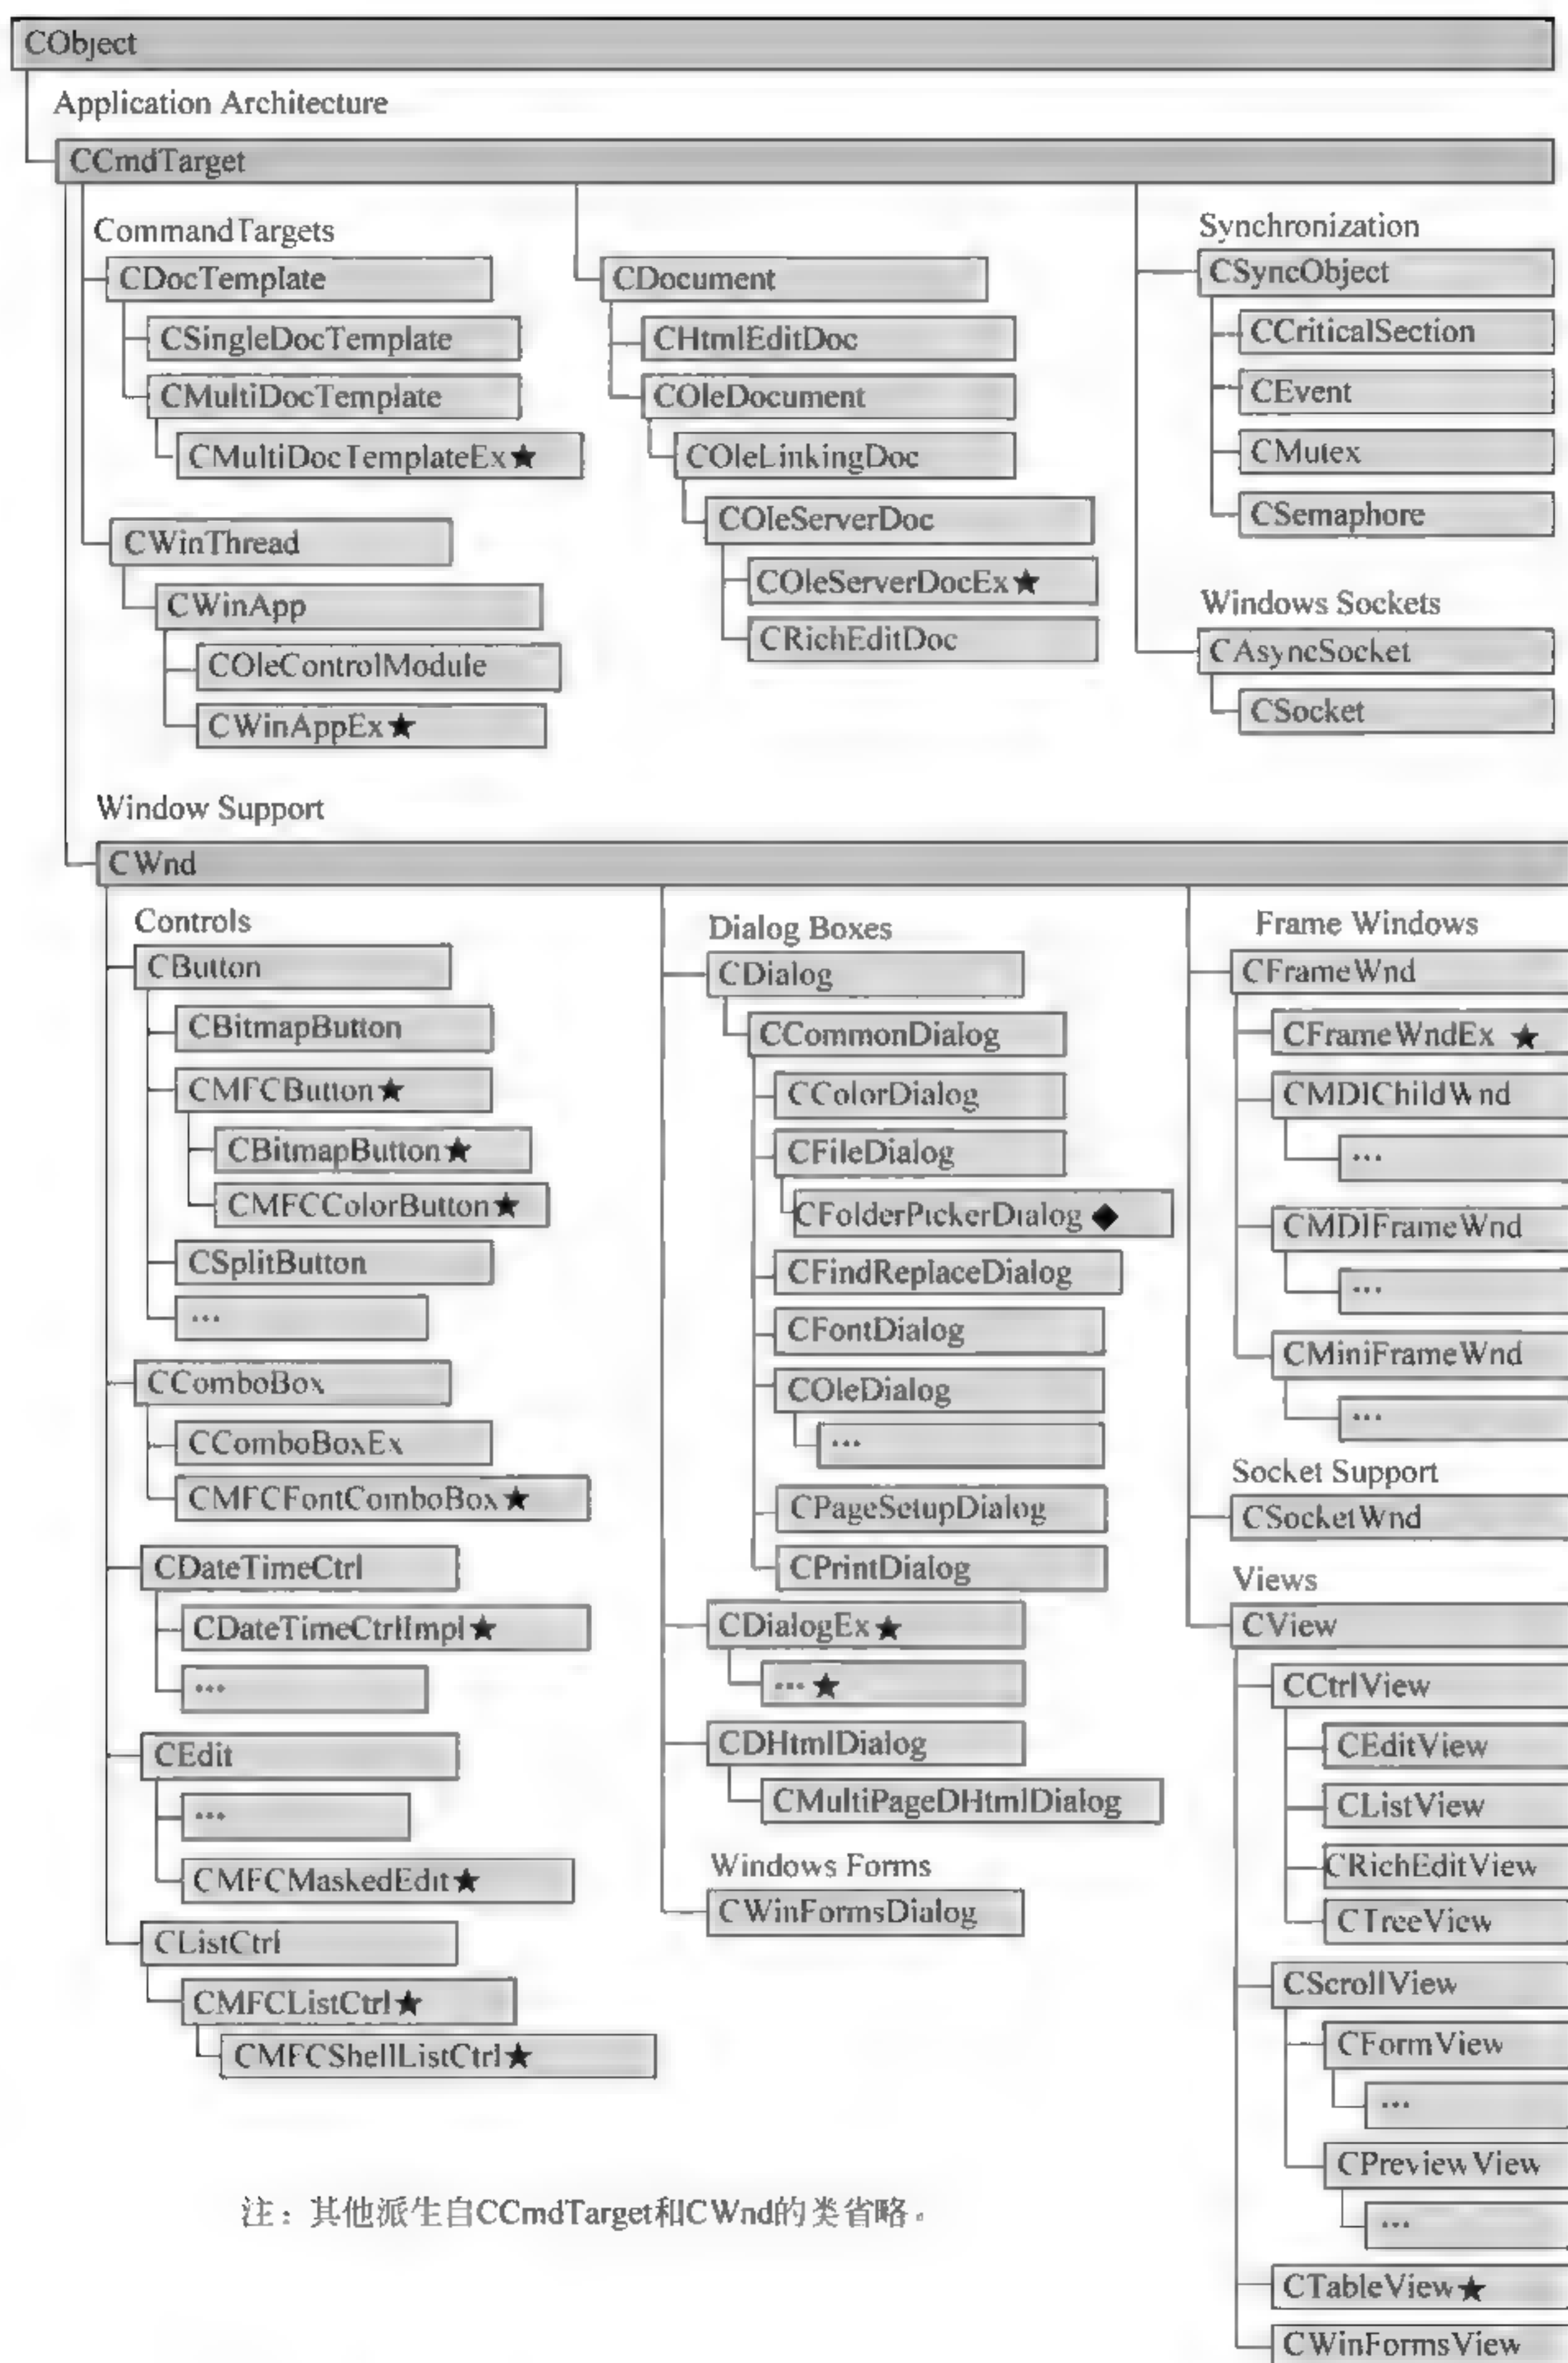 CObject
Application Architecture
CCmdTarget
CommandTargets
CDocTemplate
CSingleDocTemplate
CMultiDocTemplate
CMultiDocTemplateEx★
CWinThread
CWinApp
COleControlModule
CWinAppEx★
CDocument
CHtmlEditDoc
COleDocument
COleLinkingDoc
COleServerDoc
COleServerDocEx★
CRichEditDoc
Synchronization
CSyncObject
CCriticalSection
CEvent
CMutex
CSemaphore
Windows Sockets
CAsyncSocket
CSocket
Window Support
CWnd
Controls
CButton
CBitmapButton
CMFCButton★
CBitmapButton★
CMFCColorButton★
CSplitButton
…
CComboBox
CComboBoxEx
CMFCFontComboBox★
CDateTimeCtrl
CDateTimeCtrlImpl★
…
CEdit
…
CMFCMaskedEdit★
CListCtrl
CMFCListCtrl★
CMFCShellListCtrl★
Dialog Boxes
CDialog
CCommonDialog
CColorDialog
CFileDialog
CFolderPickerDialog ◆
CFindReplaceDialog
CFontDialog
COleDialog
…
CPageSetupDialog
CPrintDialog
CDialogEx★
… ★
CDHtmlDialog
CMultiPageDHtmlDialog
Windows Forms
CWinFormsDialog
Frame Windows
CFrameWnd
CFrameWndEx ★
CMDIChildWnd
…
CMDIFrameWnd
…
CMiniFrameWnd
…
Socket Support
CSocketWnd
Views
CView
CCtrlView
CEditView
CListView
CRichEditView
CTreeView
CScrollView
CFormView
…
CPreviewView
…
CTableView★
CWinFormsView
注：其他派生自CCmdTarget和CWnd的类省略。